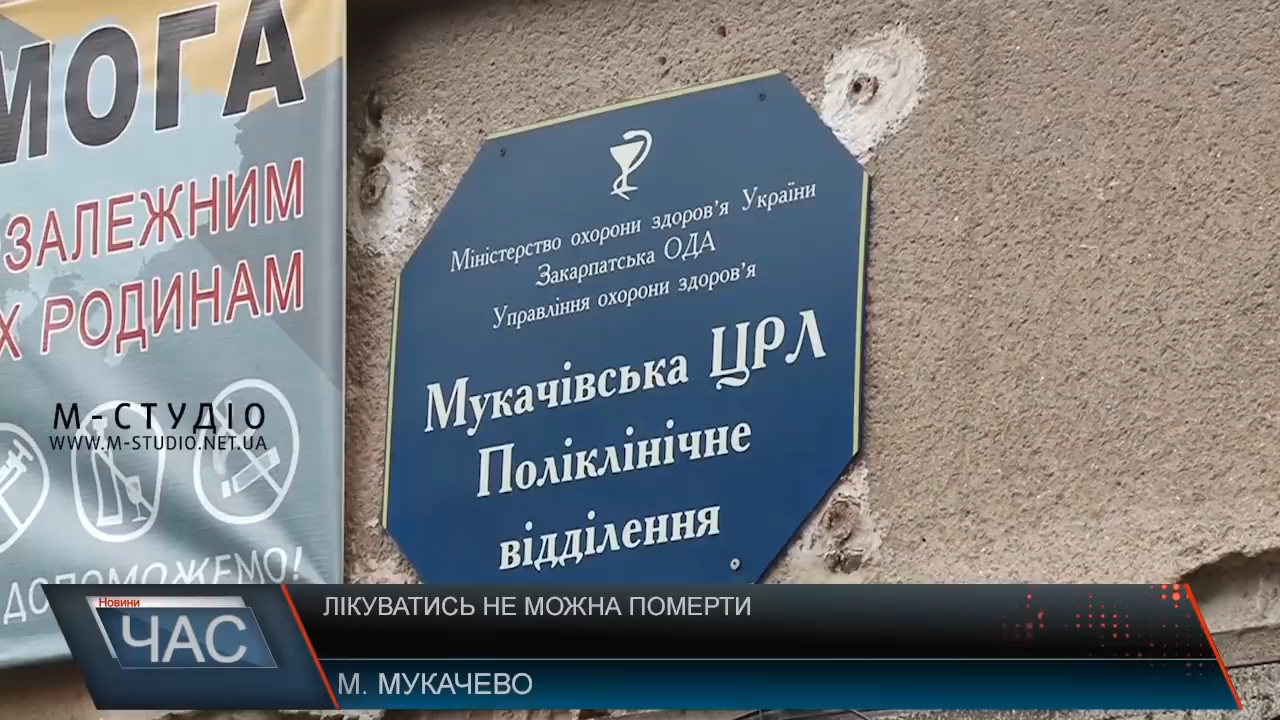 МОГА
ЗАЛЕЖНИМ
Х РОДИНАМ
М-СТУДІО
WWW.M-STUDIO.NET.UA
ДОПОМОЖЕМО!
Міністерство охорони здоров’я України
Закарпатська ОДА
Управління охорони здоров’я
Мукачівська ЦРЛ
Поліклінічне
відділення
Новини
ЧАС
ЛІКУВАТИСЬ НЕ МОЖНА ПОМЕРТИ
М. МУКАЧЕВО